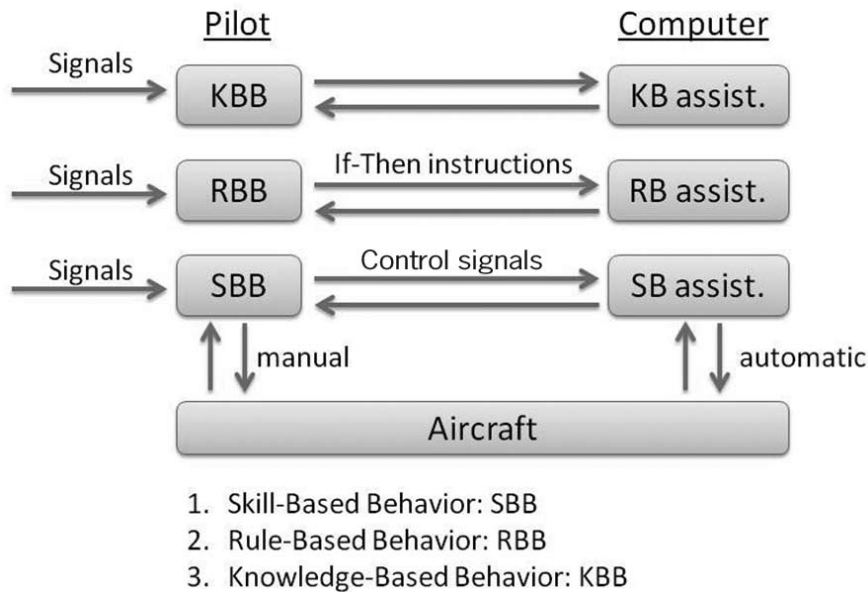 Pilot
Computer
Signals
KBB
KB assist.
Signals
If-Then instructions
RBB
RB assist.
Signals
Control signals
SBB
SB assist.
manual
automatic
Aircraft
1. Skill-Based Behavior: SBB
2. Rule-Based Behavior: RBB
3. Knowledge-Based Behavior: KBB